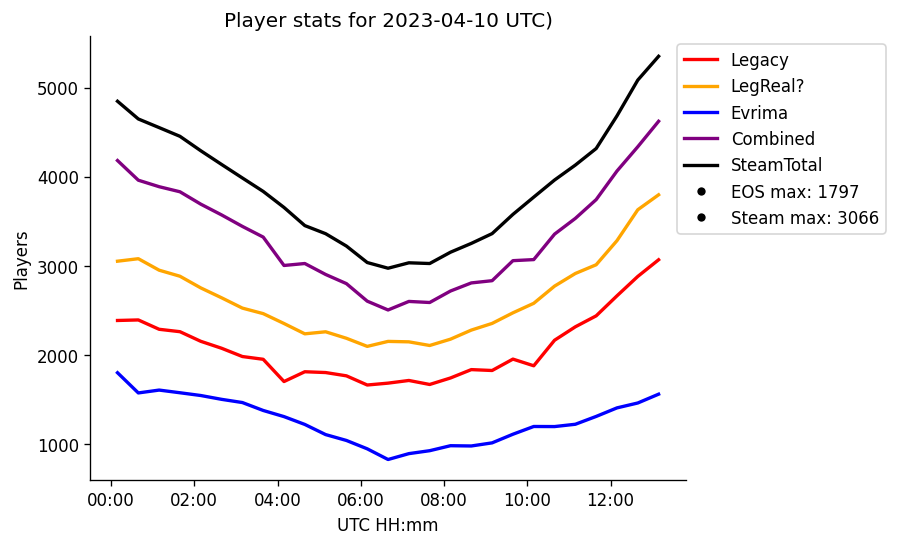 Player stats for 2023-04-10 UTC)
Legacy
LegReal?
Evrima
Combined
SteamTotal
EOS max: 1797
Steam max: 3066
Players
5000
4000
3000
2000
1000
00:00 02:00 04:00 06:00 08:00 10:00 12:00
UTC HH:mm